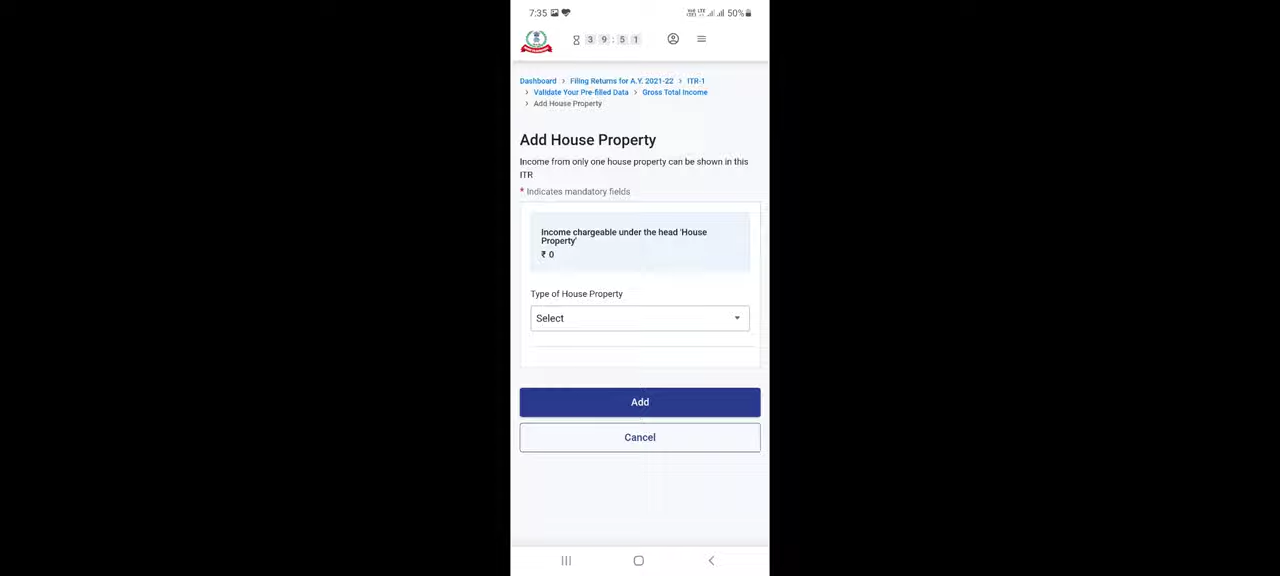 7:35 50%
3 9 : 5 1
Dashboard > Filing Returns for A.Y. 2021-22 > ITR-1
> Validate Your Pre-filled Data > Gross Total Income
> Add House Property
Add House Property
Income from only one house property can be shown in this
ITR
* Indicates mandatory fields
Income chargeable under the head 'House
Property'
₹ 0
Type of House Property
Select
Add
Cancel